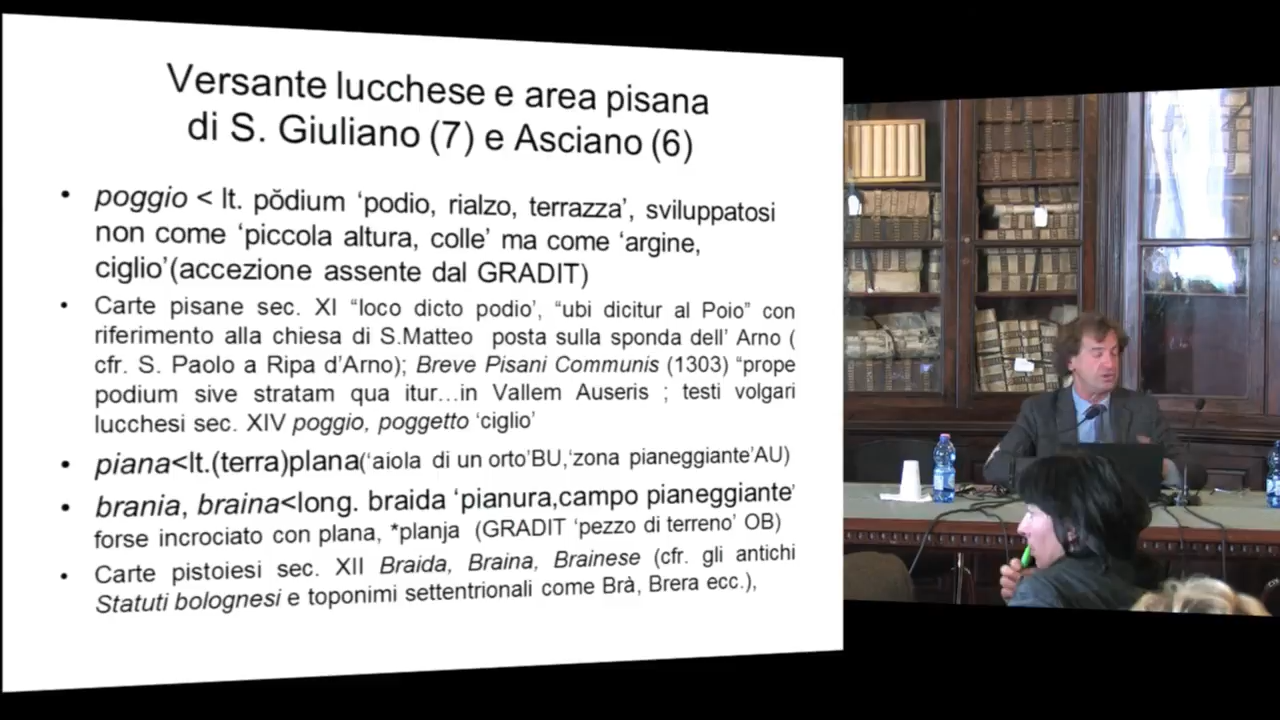 Versante lucchese e area pisana
di S. Giuliano (7) e Asciano (6)
• poggio < lt. pŏdium ‘podio, rialzo, terrazza’, sviluppatosi
non come ‘piccola altura, colle’ ma come ‘argine,
ciglio’(accezione assente dal GRADIT)
• Carte pisane sec. XI “loco dicto podio’, “ubi dicitur al Poio” con
riferimento alla chiesa di S.Matteo posta sulla sponda dell’ Arno (
cfr. S. Paolo a Ripa d’Arno); Breve Pisani Communis (1303) “prope
podium sive stratam qua itur…in Vallem Auseris ; testi volgari
lucchesi sec. XIV poggio, poggetto ‘ciglio’
• piana<lt.(terra)plana(‘aiola di un orto’BU,‘zona pianeggiante’AU)
• brania, braina<long. braida ‘pianura,campo pianeggiante’
forse incrociato con plana, *planja (GRADIT ‘pezzo di terreno’ OB)
• Carte pistoiesi sec. XII Braida, Braina, Brainese (cfr. gli antichi
Statuti bolognesi e toponimi settentrionali come Brà, Brera ecc.),